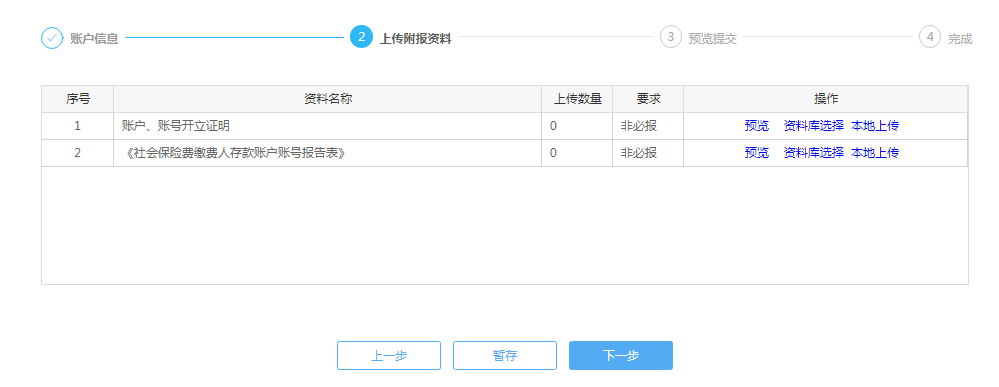 账户信息 2 上传附报资料 3 预览提交 4 完成
序号 资料名称 上传数量 要求 操作
1 账户、账号开立证明 0 非必报 预览 资料库选择 本地上传
2 《社会保险费缴费人存款账户账号报告表》 0 非必报 预览 资料库选择 本地上传
上一步 暂存 下一步